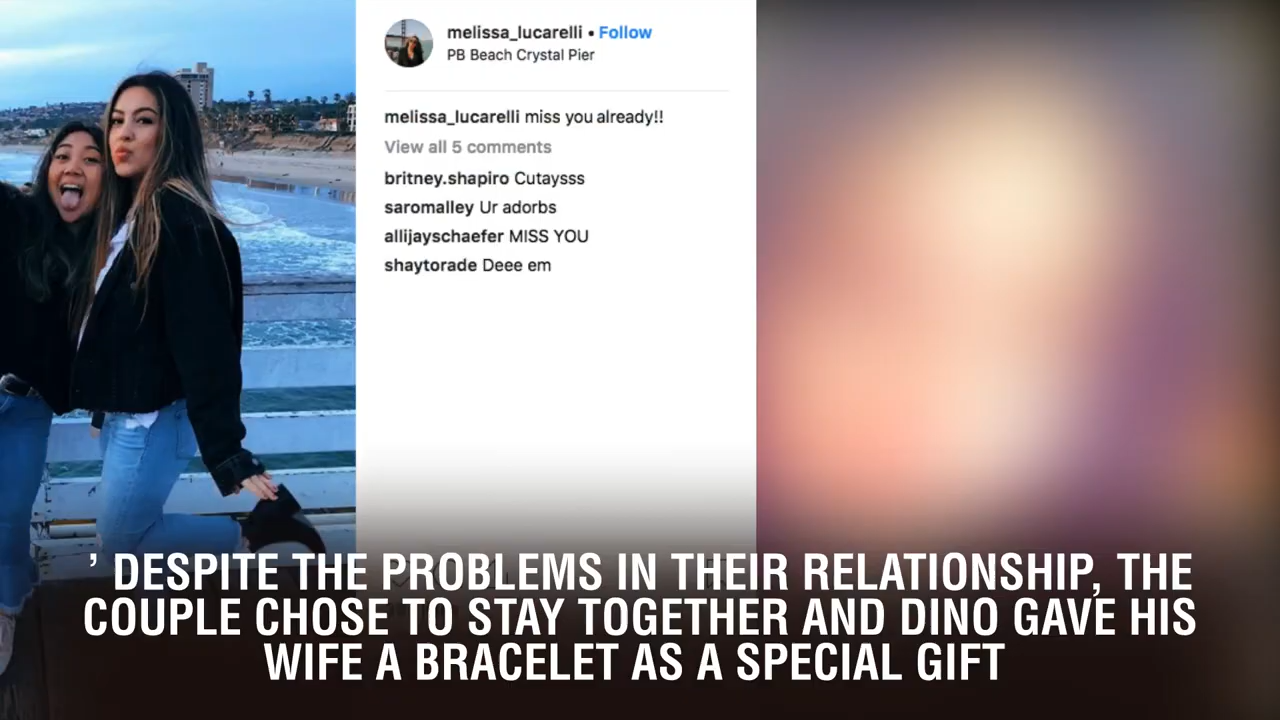 melissa_lucarelli • Follow
PB Beach Crystal Pier
melissa_lucarelli miss you already!!
View all 5 comments
britney.shapiro Cutaysss
saromalley Ur adorbs
allijayschaefer MISS YOU
shaytorade Deee em
’ DESPITE THE PROBLEMS IN THEIR RELATIONSHIP, THE
COUPLE CHOSE TO STAY TOGETHER AND DINO GAVE HIS
WIFE A BRACELET AS A SPECIAL GIFT